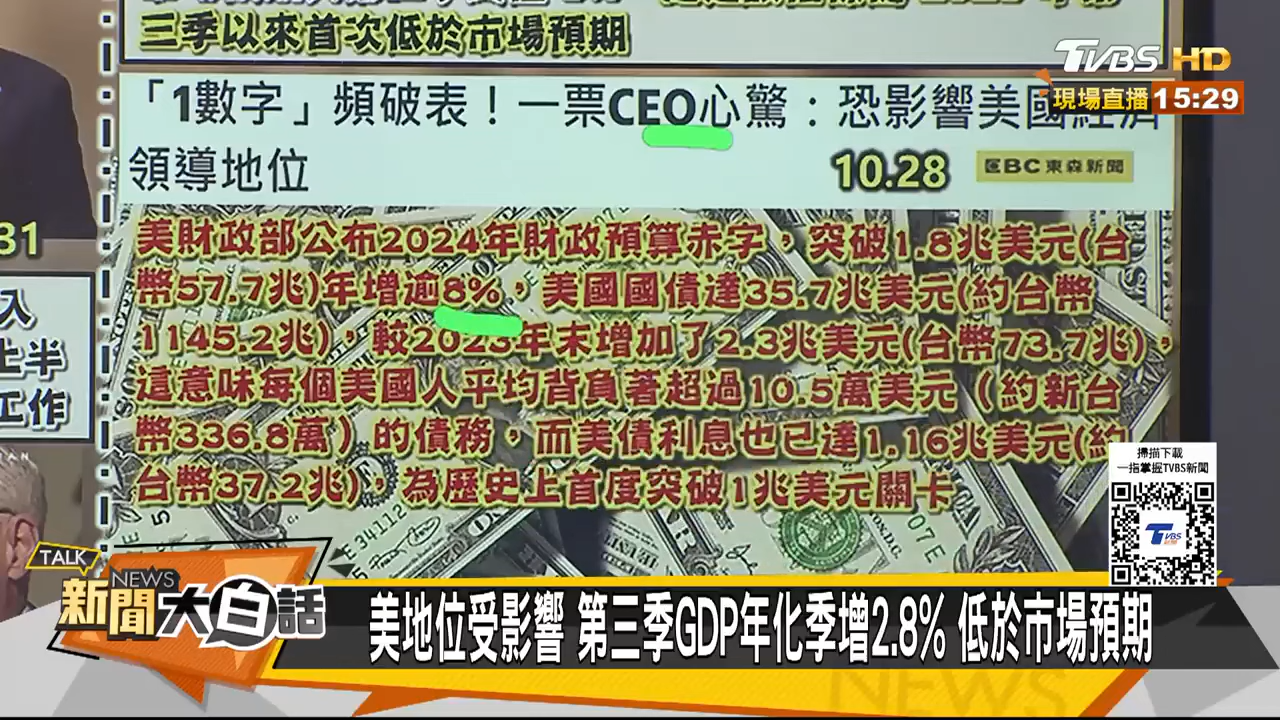 三季以來首次低於市場預期
TVBS HD
現場直播 15:29
「1數字」頻破表!一票CEO心驚:恐影響美國經濟
領導地位
10.28
EBC東森新聞
31
美財政部公布2024年財政預算赤字,突破1.8兆美元(台
幣57.7兆)年增逾8%,美國國債達35.7兆美元(約台幣
1145.2兆),較2023年末增加了2.3兆美元(台幣73.7兆),
這意味每個美國人平均背負著超過10.5萬美元(約新台
幣336.8萬)的債務,而美債利息也已達1.16兆美元(約
台幣37.2兆),為歷史上首度突破1兆美元關卡
入
上半
工作
掃描下載
一指掌握TVBS新聞
TVBS
TALK
NEWS
新聞大白話
美地位受影響 第三季GDP年化季增2.8% 低於市場預期
NEWS